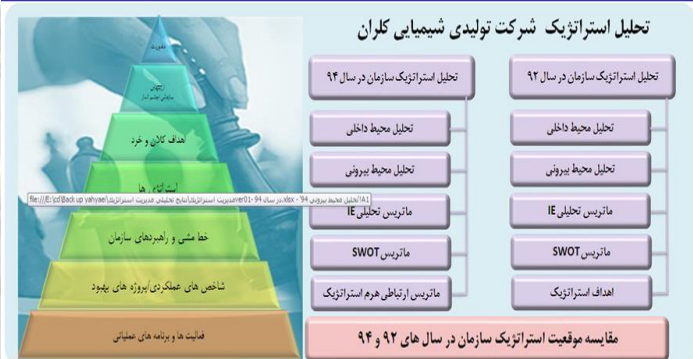 تحلیل استراتژیک شرکت تولیدی شیمیایی کلران
تحلیل استراتژیک سازمان در سال ۹۲
تحلیل محیط داخلی
تحلیل محیط بیرونی
ماتریس تحلیلی IE
ماتریس SWOT
اهداف استراتژیک
تحلیل استراتژیک سازمان در سال ۹۴
تحلیل محیط داخلی
تحلیل محیط بیرونی
ماتریس تحلیلی IE
ماتریس SWOT
ماتریس ارتباطی هرم استراتژیک
مقایسه موقعیت استراتژیک سازمان در سال های ۹۲ و ۹۴
اهداف کلان و خرد
استراتژی ها
خط مشی و راهبردهای سازمان
شاخص های عملکردی/پروژه های بهبود
فعالیت ها و برنامه های عملیاتی